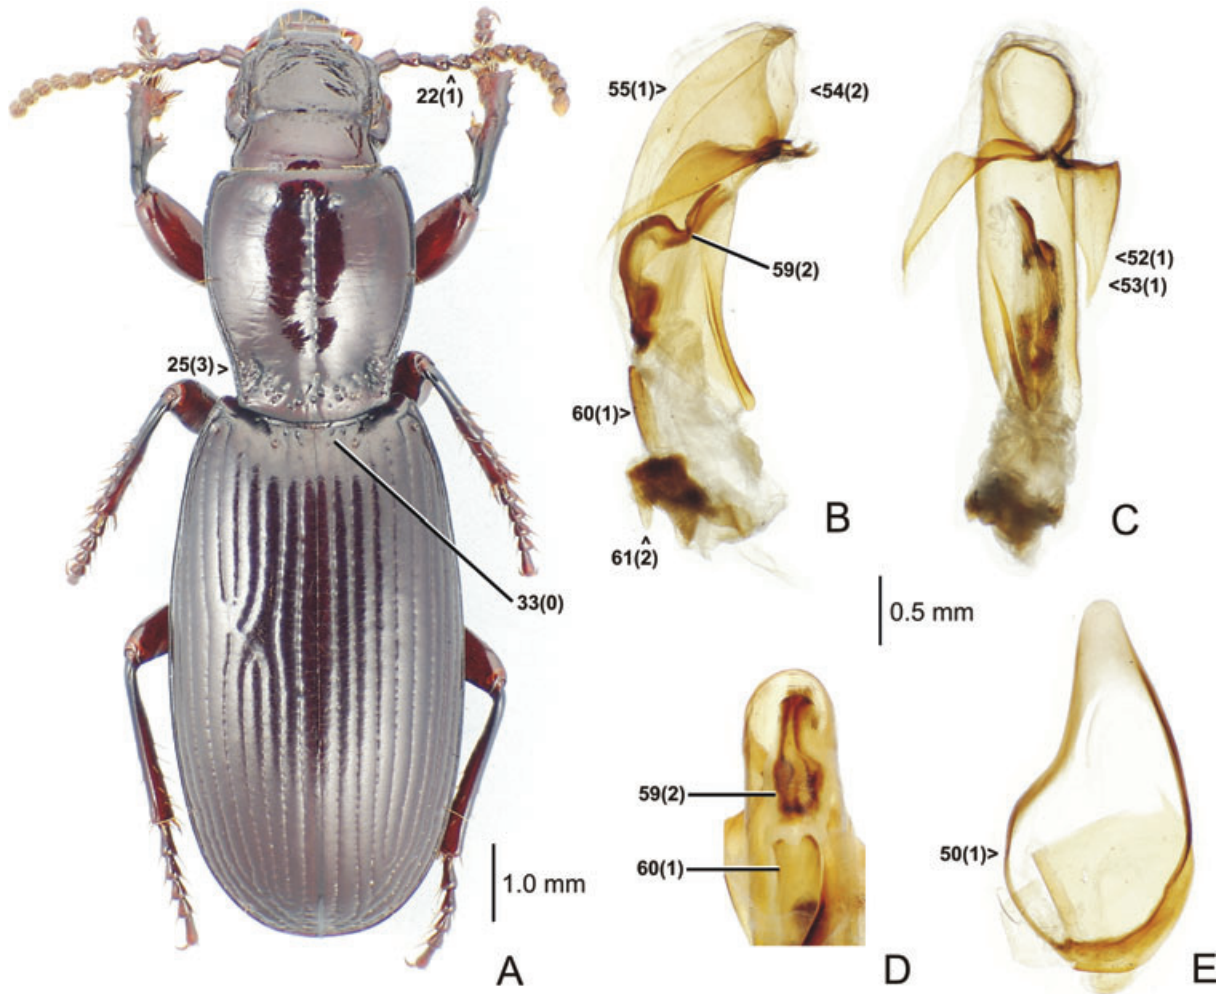 22(1)
25(3) >
33(0)
1.0 mm
A
55(1)>
<54(2)
59(2)
60(1)>
61(2)
B
<52(1)
<53(1)
C
0.5 mm
59(2)
60(1)
D
50(1)>
E